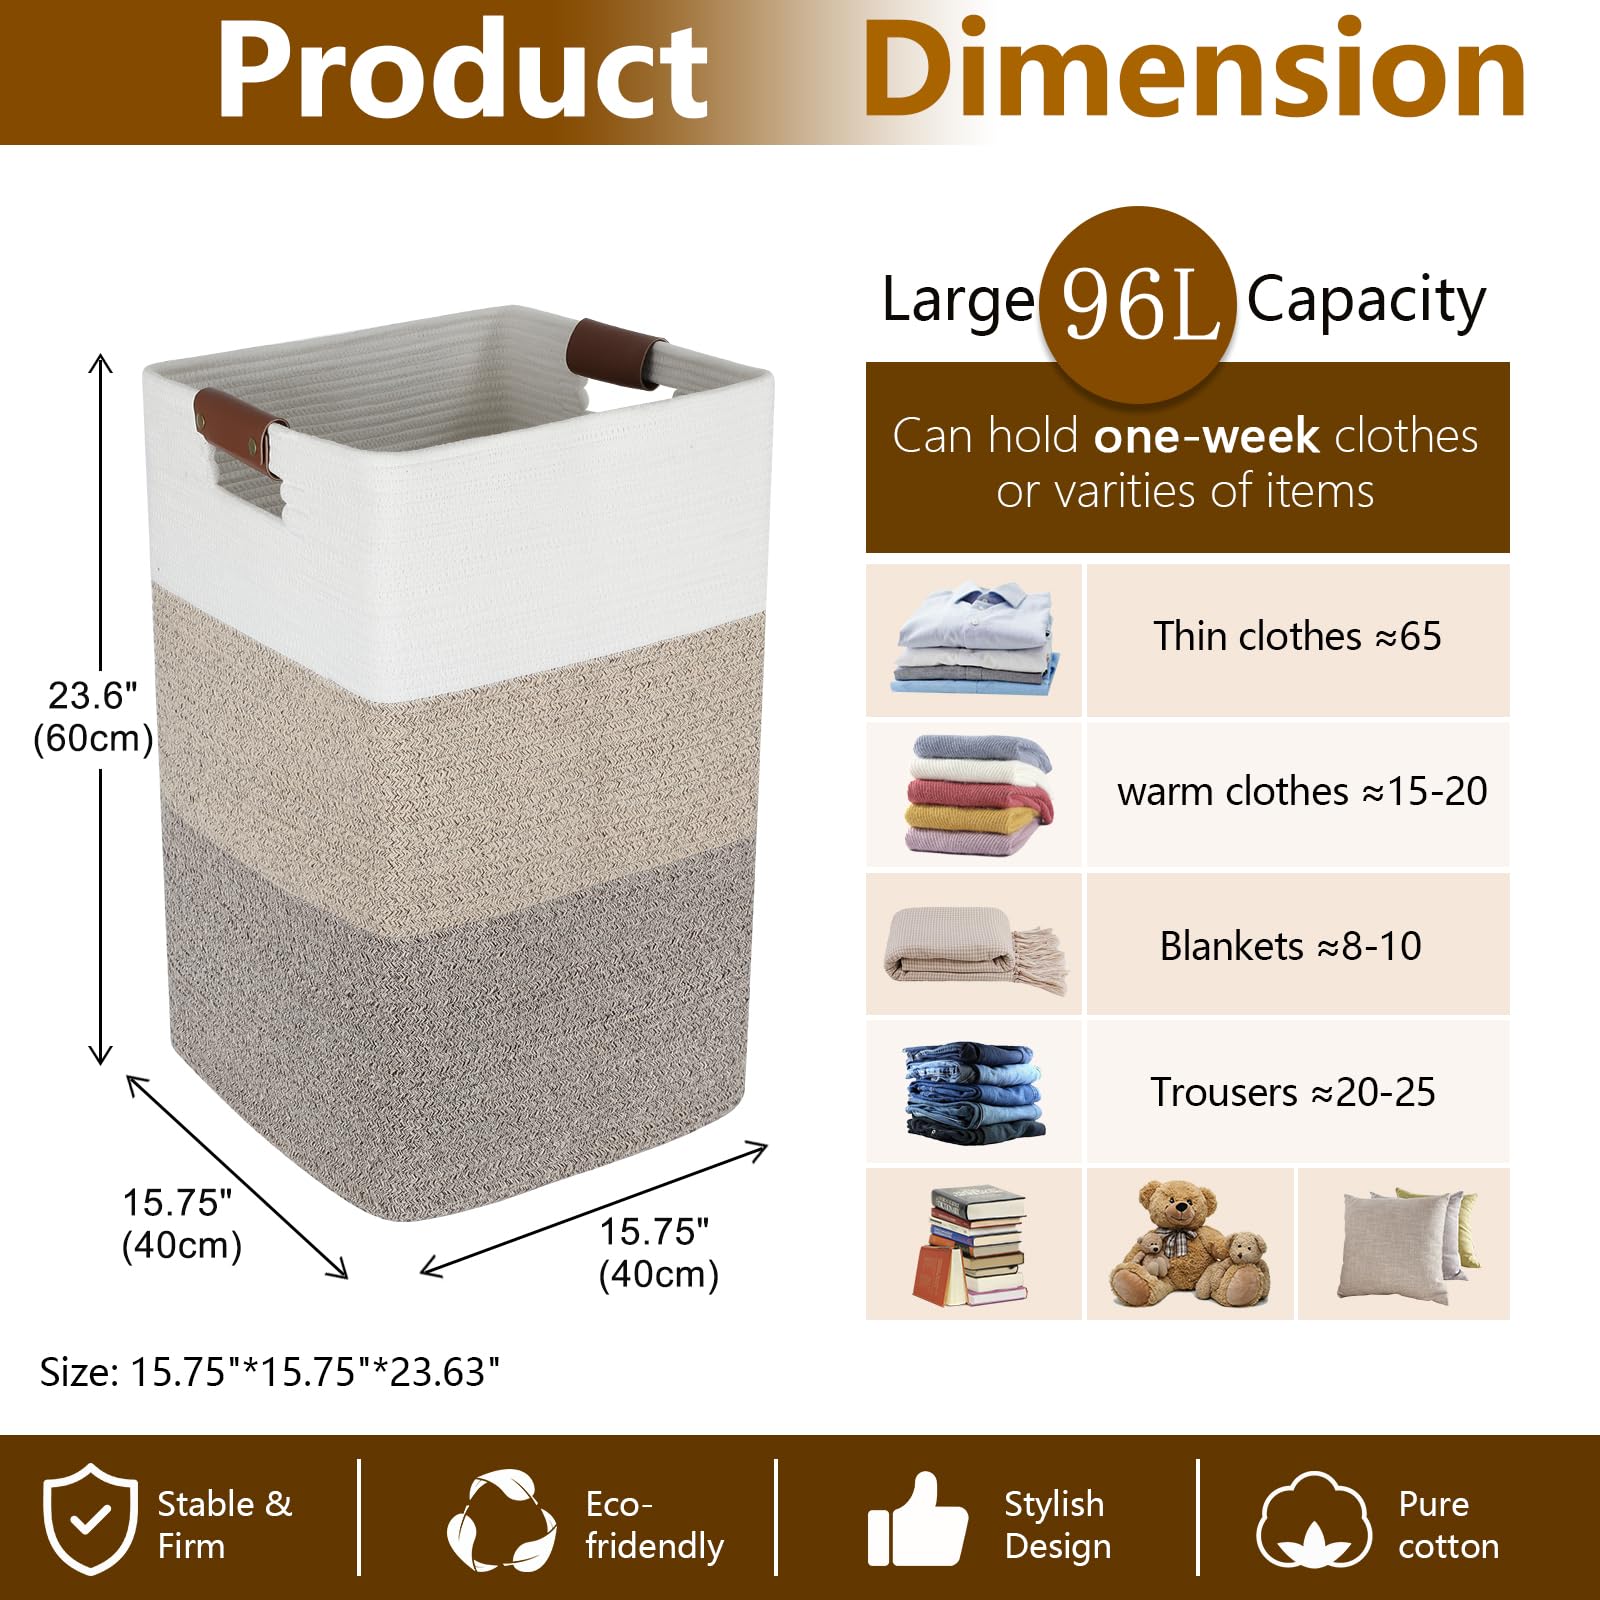 Product Dimension
Large 96L Capacity
Can hold one-week clothes
or varities of items
Thin clothes ≈65
warm clothes ≈15-20
Blankets ≈8-10
Trousers ≈20-25
23.6"
(60cm)
15.75"
(40cm)
15.75"
(40cm)
Size: 15.75"*15.75"*23.63"
Stable &
Firm
Eco-
fridendly
Stylish
Design
Pure
cotton